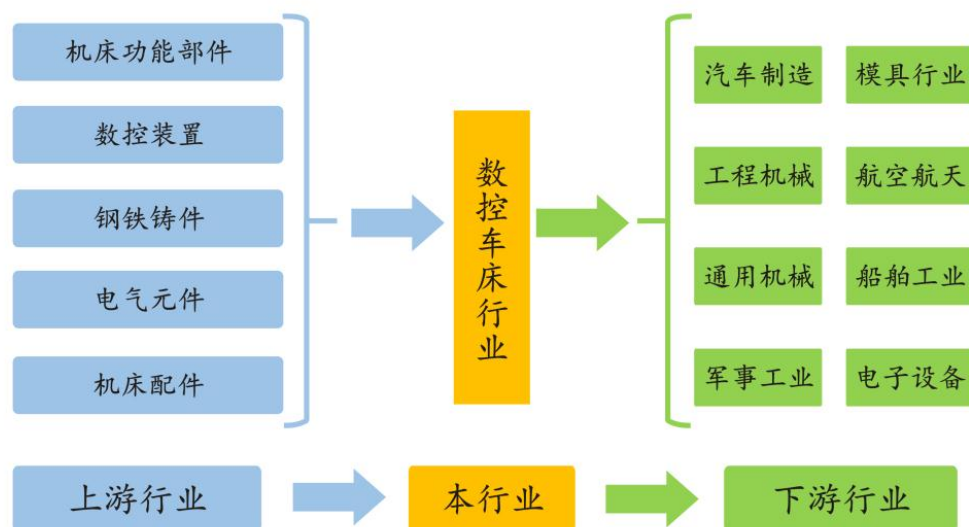 机床功能部件
数控装置
钢铁铸件
电气元件
机床配件
数控车床行业
汽车制造
模具行业
工程机械
航空航天
通用机械
船舶工业
军事工业
电子设备
上游行业
本行业
下游行业